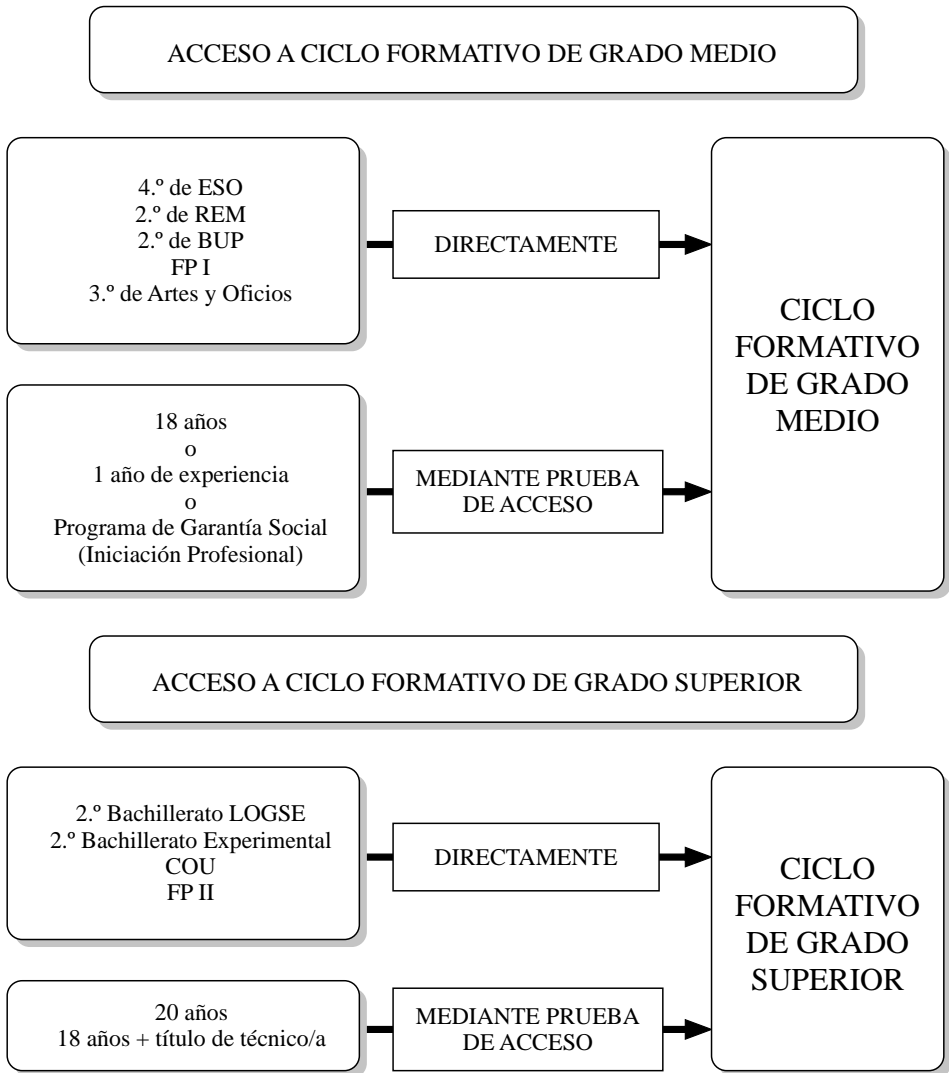 ACCESO A CICLO FORMATIVO DE GRADO MEDIO
4.º de ESO
2.º de REM
2.º de BUP
FP I
3.º de Artes y Oficios
DIRECTAMENTE
18 años
o
1 año de experiencia
o
Programa de Garantía Social
(Iniciación Profesional)
MEDIANTE PRUEBA
DE ACCESO
CICLO
FORMATIVO
DE GRADO
MEDIO
ACCESO A CICLO FORMATIVO DE GRADO SUPERIOR
2.º Bachillerato LOGSE
2.º Bachillerato Experimental
COU
FP II
DIRECTAMENTE
20 años
18 años + título de técnico/a
MEDIANTE PRUEBA
DE ACCESO
CICLO
FORMATIVO
DE GRADO
SUPERIOR